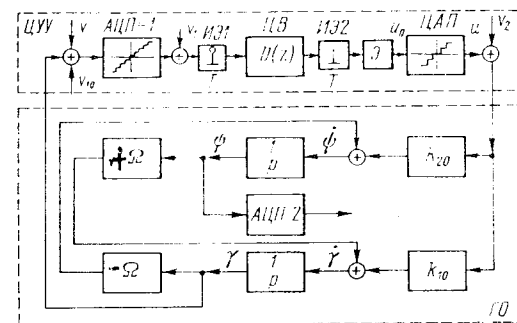 ЦУУ v АЦП-1 v₁ ИЭ1 ЦВ ИЭ2 u₀ ЦАП u v₂
D(z) Э
v₁₀ T T
+Ω ψ 1/p ψ̇ k₂₀
АЦП 2
-Ω γ 1/p γ̇ k₁₀
ГО